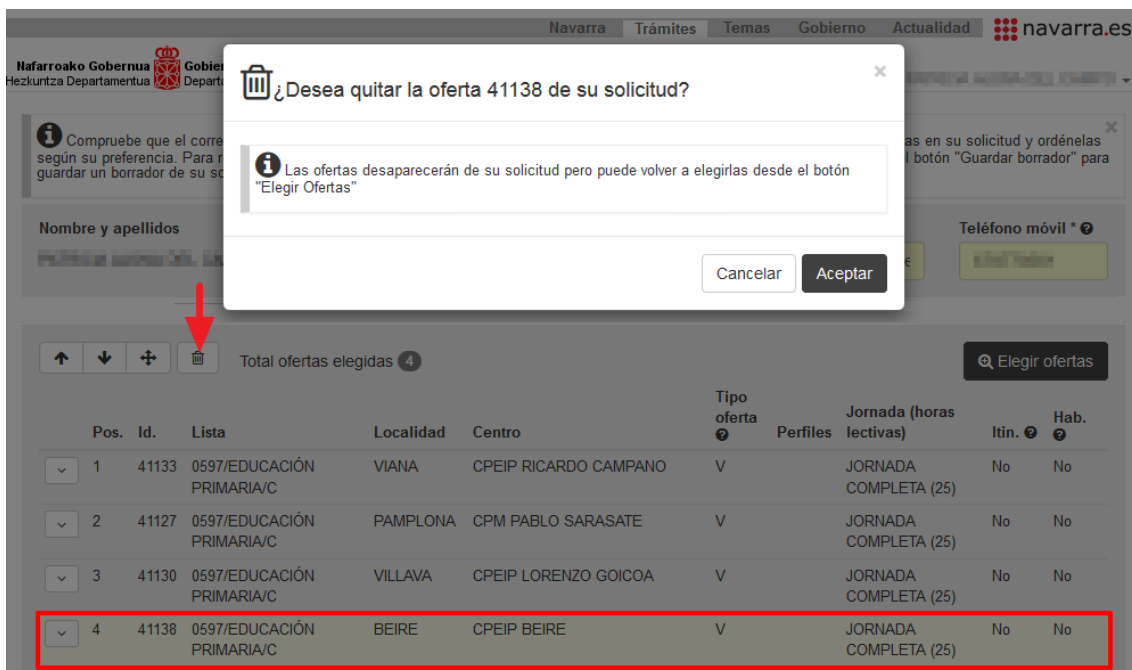 Navarra Trámites Temas Gobierno Actualidad navarra.es
Nafarroako Gobernua
Hezkuntza Departamentua
¿Desea quitar la oferta 41138 de su solicitud? ×
Las ofertas desaparecerán de su solicitud pero puede volver a elegirlas desde el botón
"Elegir Ofertas"
Cancelar Aceptar
Compruebe que el
según su preferencia. Para
guardar un borrador de su
as en su solicitud y ordénelas ×
botón "Guardar borrador" para
Nombre y apellidos
Teléfono móvil *
Total ofertas elegidas 4
Elegir ofertas
Pos. Id. Lista Localidad Centro Tipo oferta Perfiles Jornada (horas lectivas) Itin. Hab.
1 41133 0597/EDUCACIÓN VIANA CPEIP RICARDO CAMPANO V JORNADA No No
PRIMARIA/C COMPLETA (25)
2 41127 0597/EDUCACIÓN PAMPLONA CPM PABLO SARASATE V JORNADA No No
PRIMARIA/C COMPLETA (25)
3 41130 0597/EDUCACIÓN VILLAVA CPEIP LORENZO GOICOA V JORNADA No No
PRIMARIA/C COMPLETA (25)
4 41138 0597/EDUCACIÓN BEIRE CPEIP BEIRE V JORNADA No No
PRIMARIA/C COMPLETA (25)